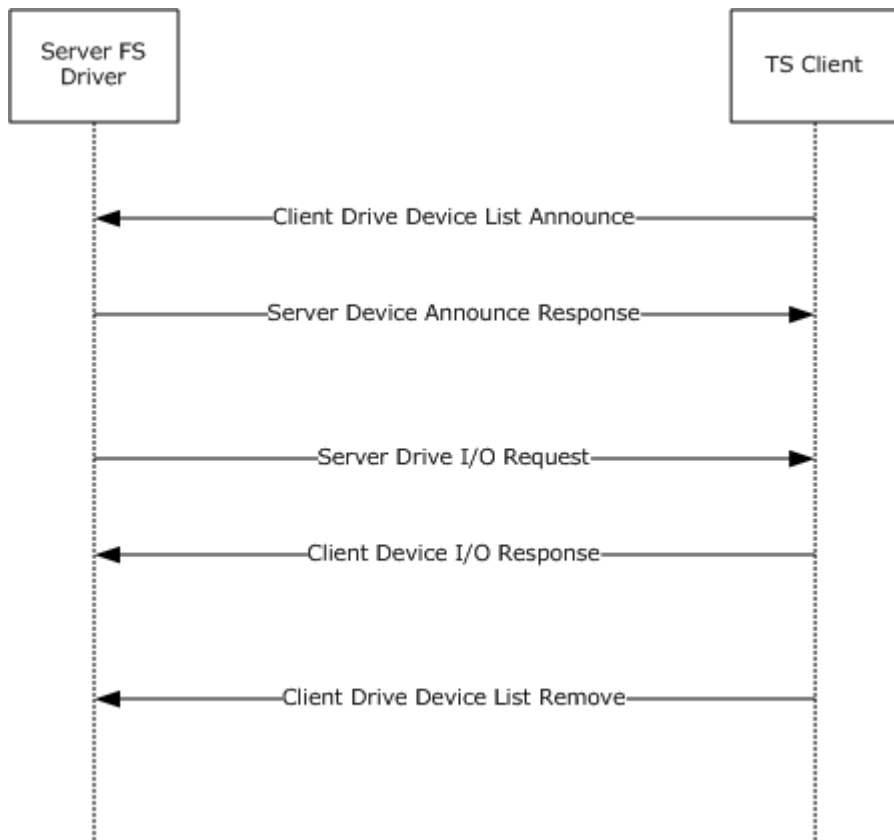 Server FS
Driver
TS Client
Client Drive Device List Announce
Server Device Announce Response
Server Drive I/O Request
Client Device I/O Response
Client Drive Device List Remove